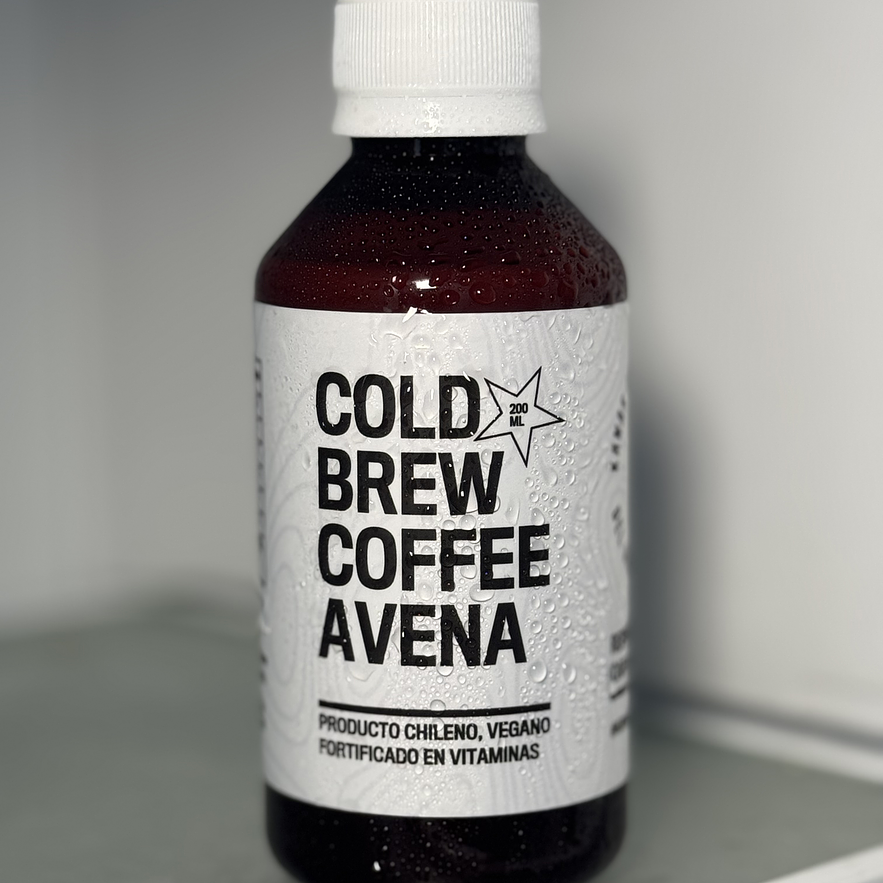 COLD
200
ML
BREW
COFFEE
AVENA
PRODUCTO CHILENO, VEGANO
FORTIFICADO EN VITAMINAS